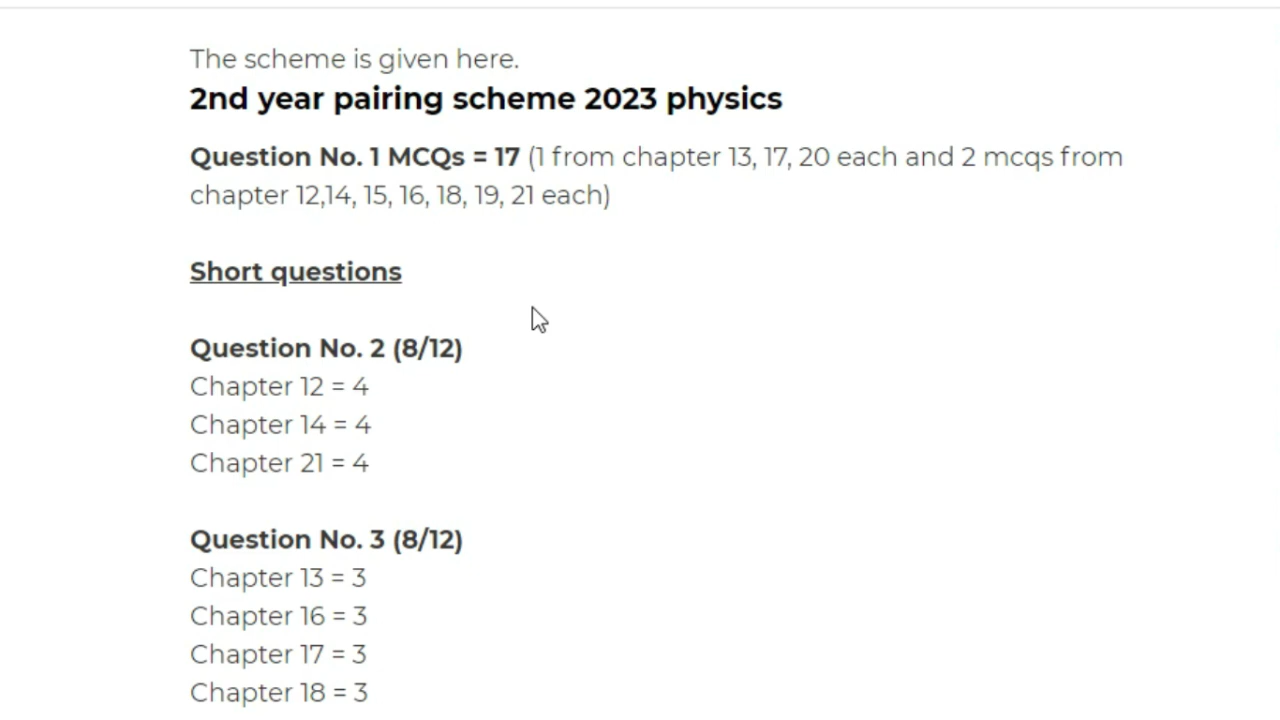 The scheme is given here.
2nd year pairing scheme 2023 physics
Question No. 1 MCQs = 17 (1 from chapter 13, 17, 20 each and 2 mcqs from
chapter 12,14, 15, 16, 18, 19, 21 each)
Short questions
Question No. 2 (8/12)
Chapter 12 = 4
Chapter 14 = 4
Chapter 21 = 4
Question No. 3 (8/12)
Chapter 13 = 3
Chapter 16 = 3
Chapter 17 = 3
Chapter 18 = 3